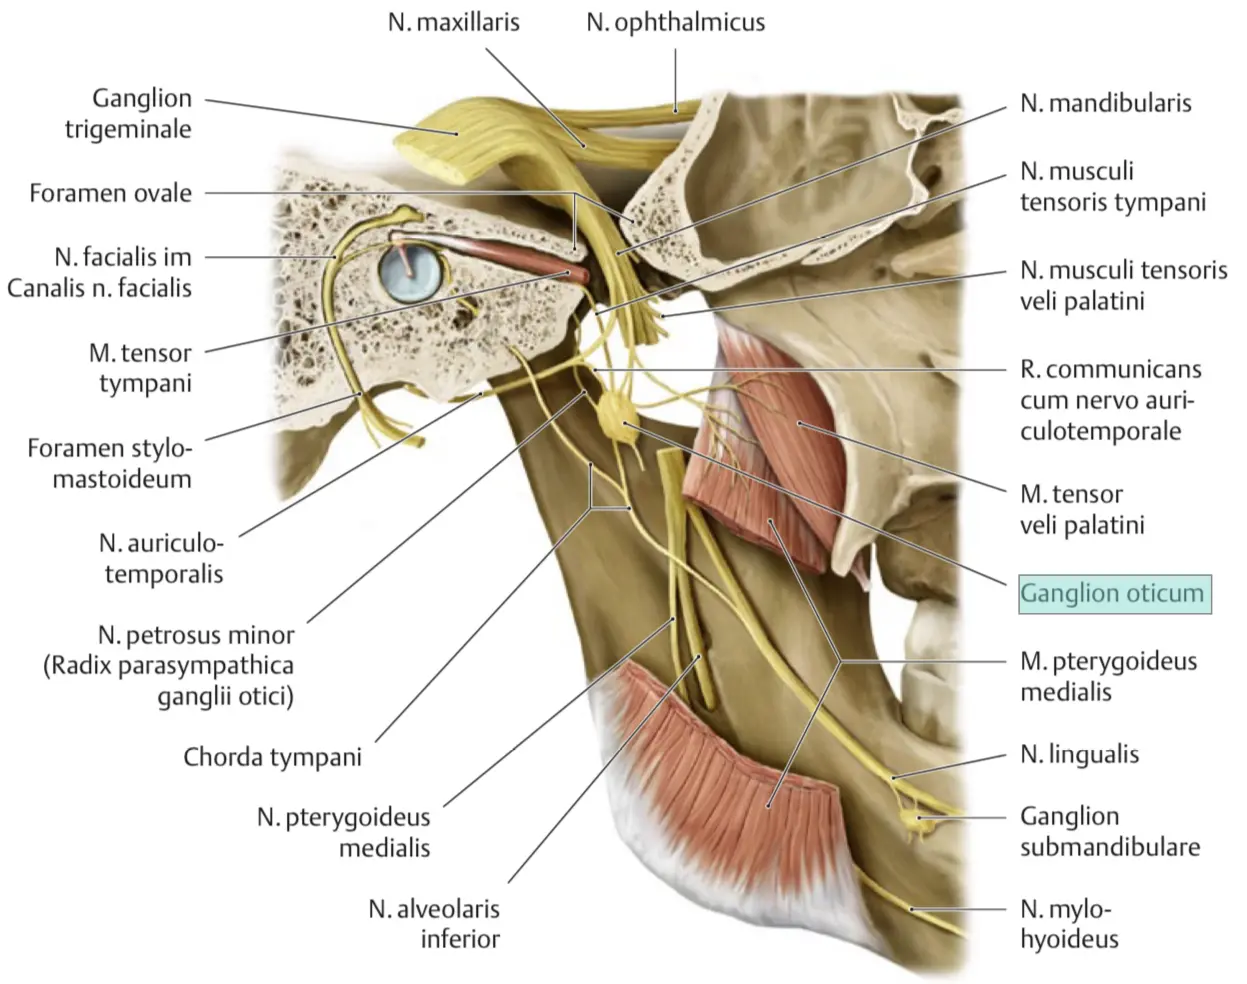 N. maxillaris
N. ophthalmicus
Ganglion
trigeminale
Foramen ovale
N. facialis im
Canalis n. facialis
M. tensor
tympani
Foramen stylo-
mastoideum
N. auriculo-
temporalis
N. petrosus minor
(Radix parasympathica
ganglii otici)
Chorda tympani
N. pterygoideus
medialis
N. alveolaris
inferior
N. mandibularis
N. musculi
tensoris tympani
N. musculi tensoris
veli palatini
R. communicans
cum nervo auri-
culotemporale
M. tensor
veli palatini
Ganglion oticum
M. pterygoideus
medialis
N. lingualis
Ganglion
submandibulare
N. mylo-
hyoideus